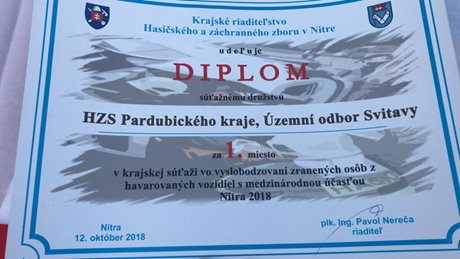 Krajské riaditeľstvo
Hasičského a záchranného zboru v Nitre
udeľuje
DIPLOM
súťažnému družstvu
HZS Pardubického kraje, Územní odbor Svitavy
za 1. miesto
v krajskej súťaži vo vyslobodzovaní zranených osôb z
havarovaných vozidiel s medzinárodnou účasťou
Nitra 2018
Nitra
12. október 2018
plk. Ing. Pavol Nereča
riaditeľ